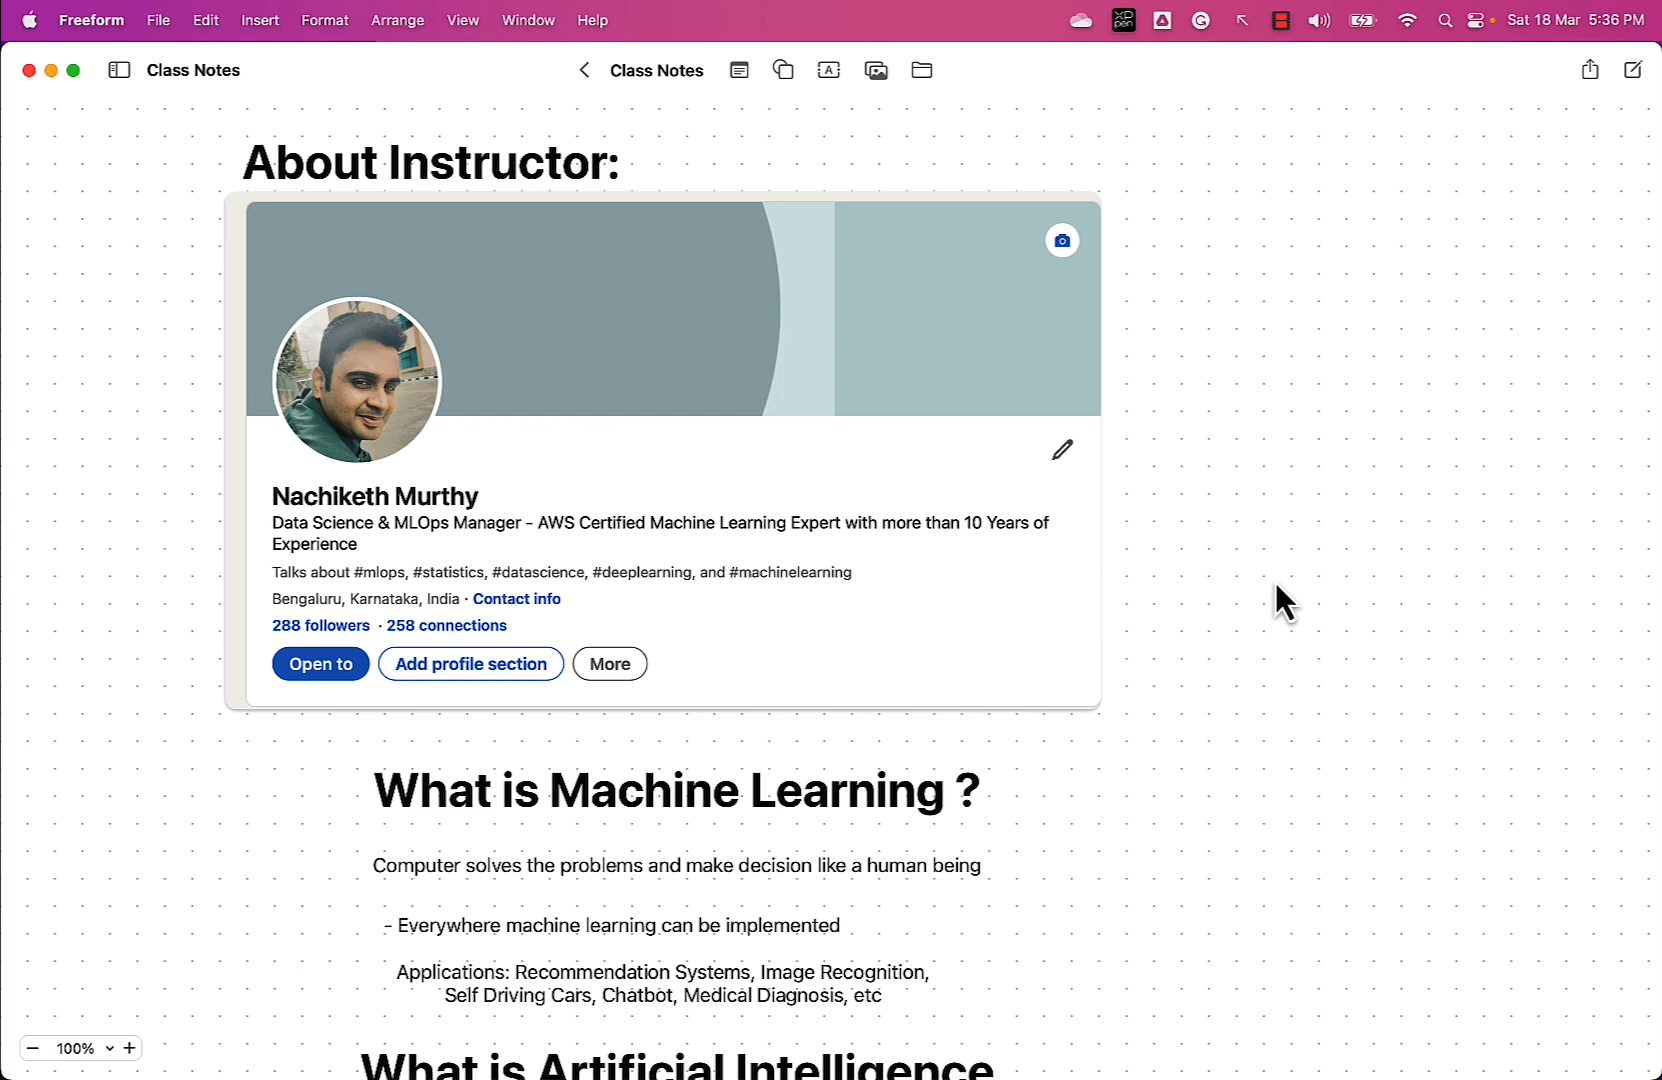 Freeform File Edit Insert Format Arrange View Window Help
XP pen
Sat 18 Mar 5:36 PM
Class Notes
Class Notes
About Instructor:
Nachiketh Murthy
Data Science & MLOps Manager - AWS Certified Machine Learning Expert with more than 10 Years of
Experience
Talks about #mlops, #statistics, #datascience, #deeplearning, and #machinelearning
Bengaluru, Karnataka, India · Contact info
288 followers · 258 connections
Open to Add profile section More
What is Machine Learning ?
Computer solves the problems and make decision like a human being
- Everywhere machine learning can be implemented
Applications: Recommendation Systems, Image Recognition,
Self Driving Cars, Chatbot, Medical Diagnosis, etc
What is Artificial Intelligence
100%